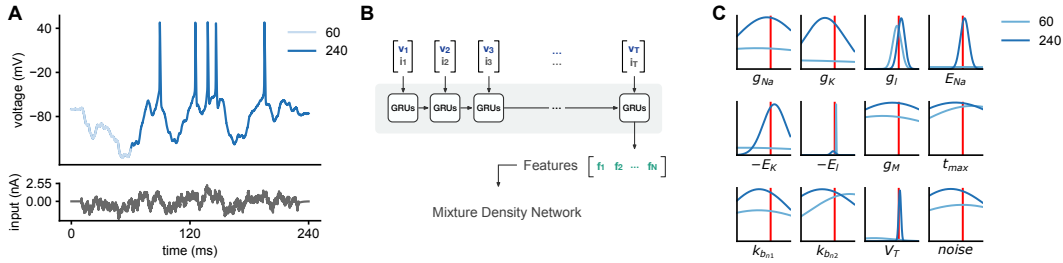 A
60
240
voltage (mV)
40
−20
−80
input (nA)
2.55
0.00
0
240
time (ms)
B
v1 v2 v3 ... vT
i1 i2 i3 ... iT
GRUs GRUs GRUs ... GRUs
Features [ f1 f2 ... fN ]
Mixture Density Network
C
60
240
gNa gK gl ENa
−EK −El gM tmax
kbn1 kbn2 VT noise